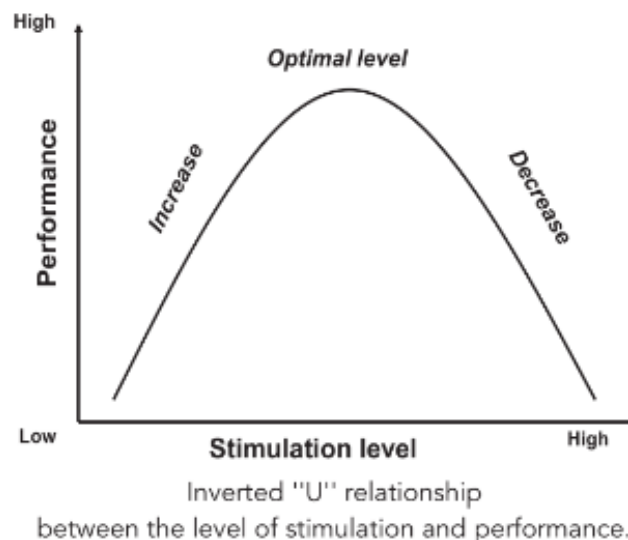 High
Optimal level
Performance
Increase
Decrease
Low
Stimulation level
High
Inverted "U" relationship
between the level of stimulation and performance.